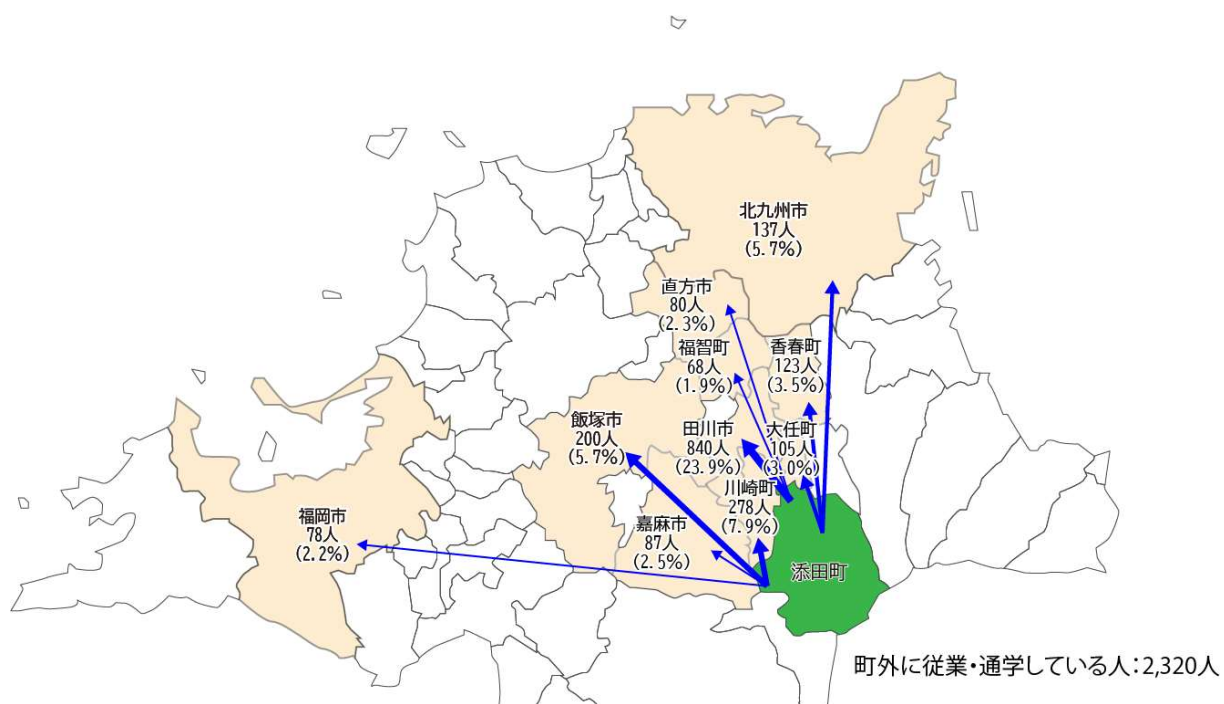 北九州市
137人
(5.7%)
直方市
80人
(2.3%)
福智町
68人
(1.9%)
香春町
123人
(3.5%)
飯塚市
200人
(5.7%)
田川市
840人
(23.9%)
大任町
105人
(3.0%)
川崎町
278人
(7.9%)
福岡市
78人
(2.2%)
嘉麻市
87人
(2.5%)
添田町
町外に従業・通学している人：2,320人